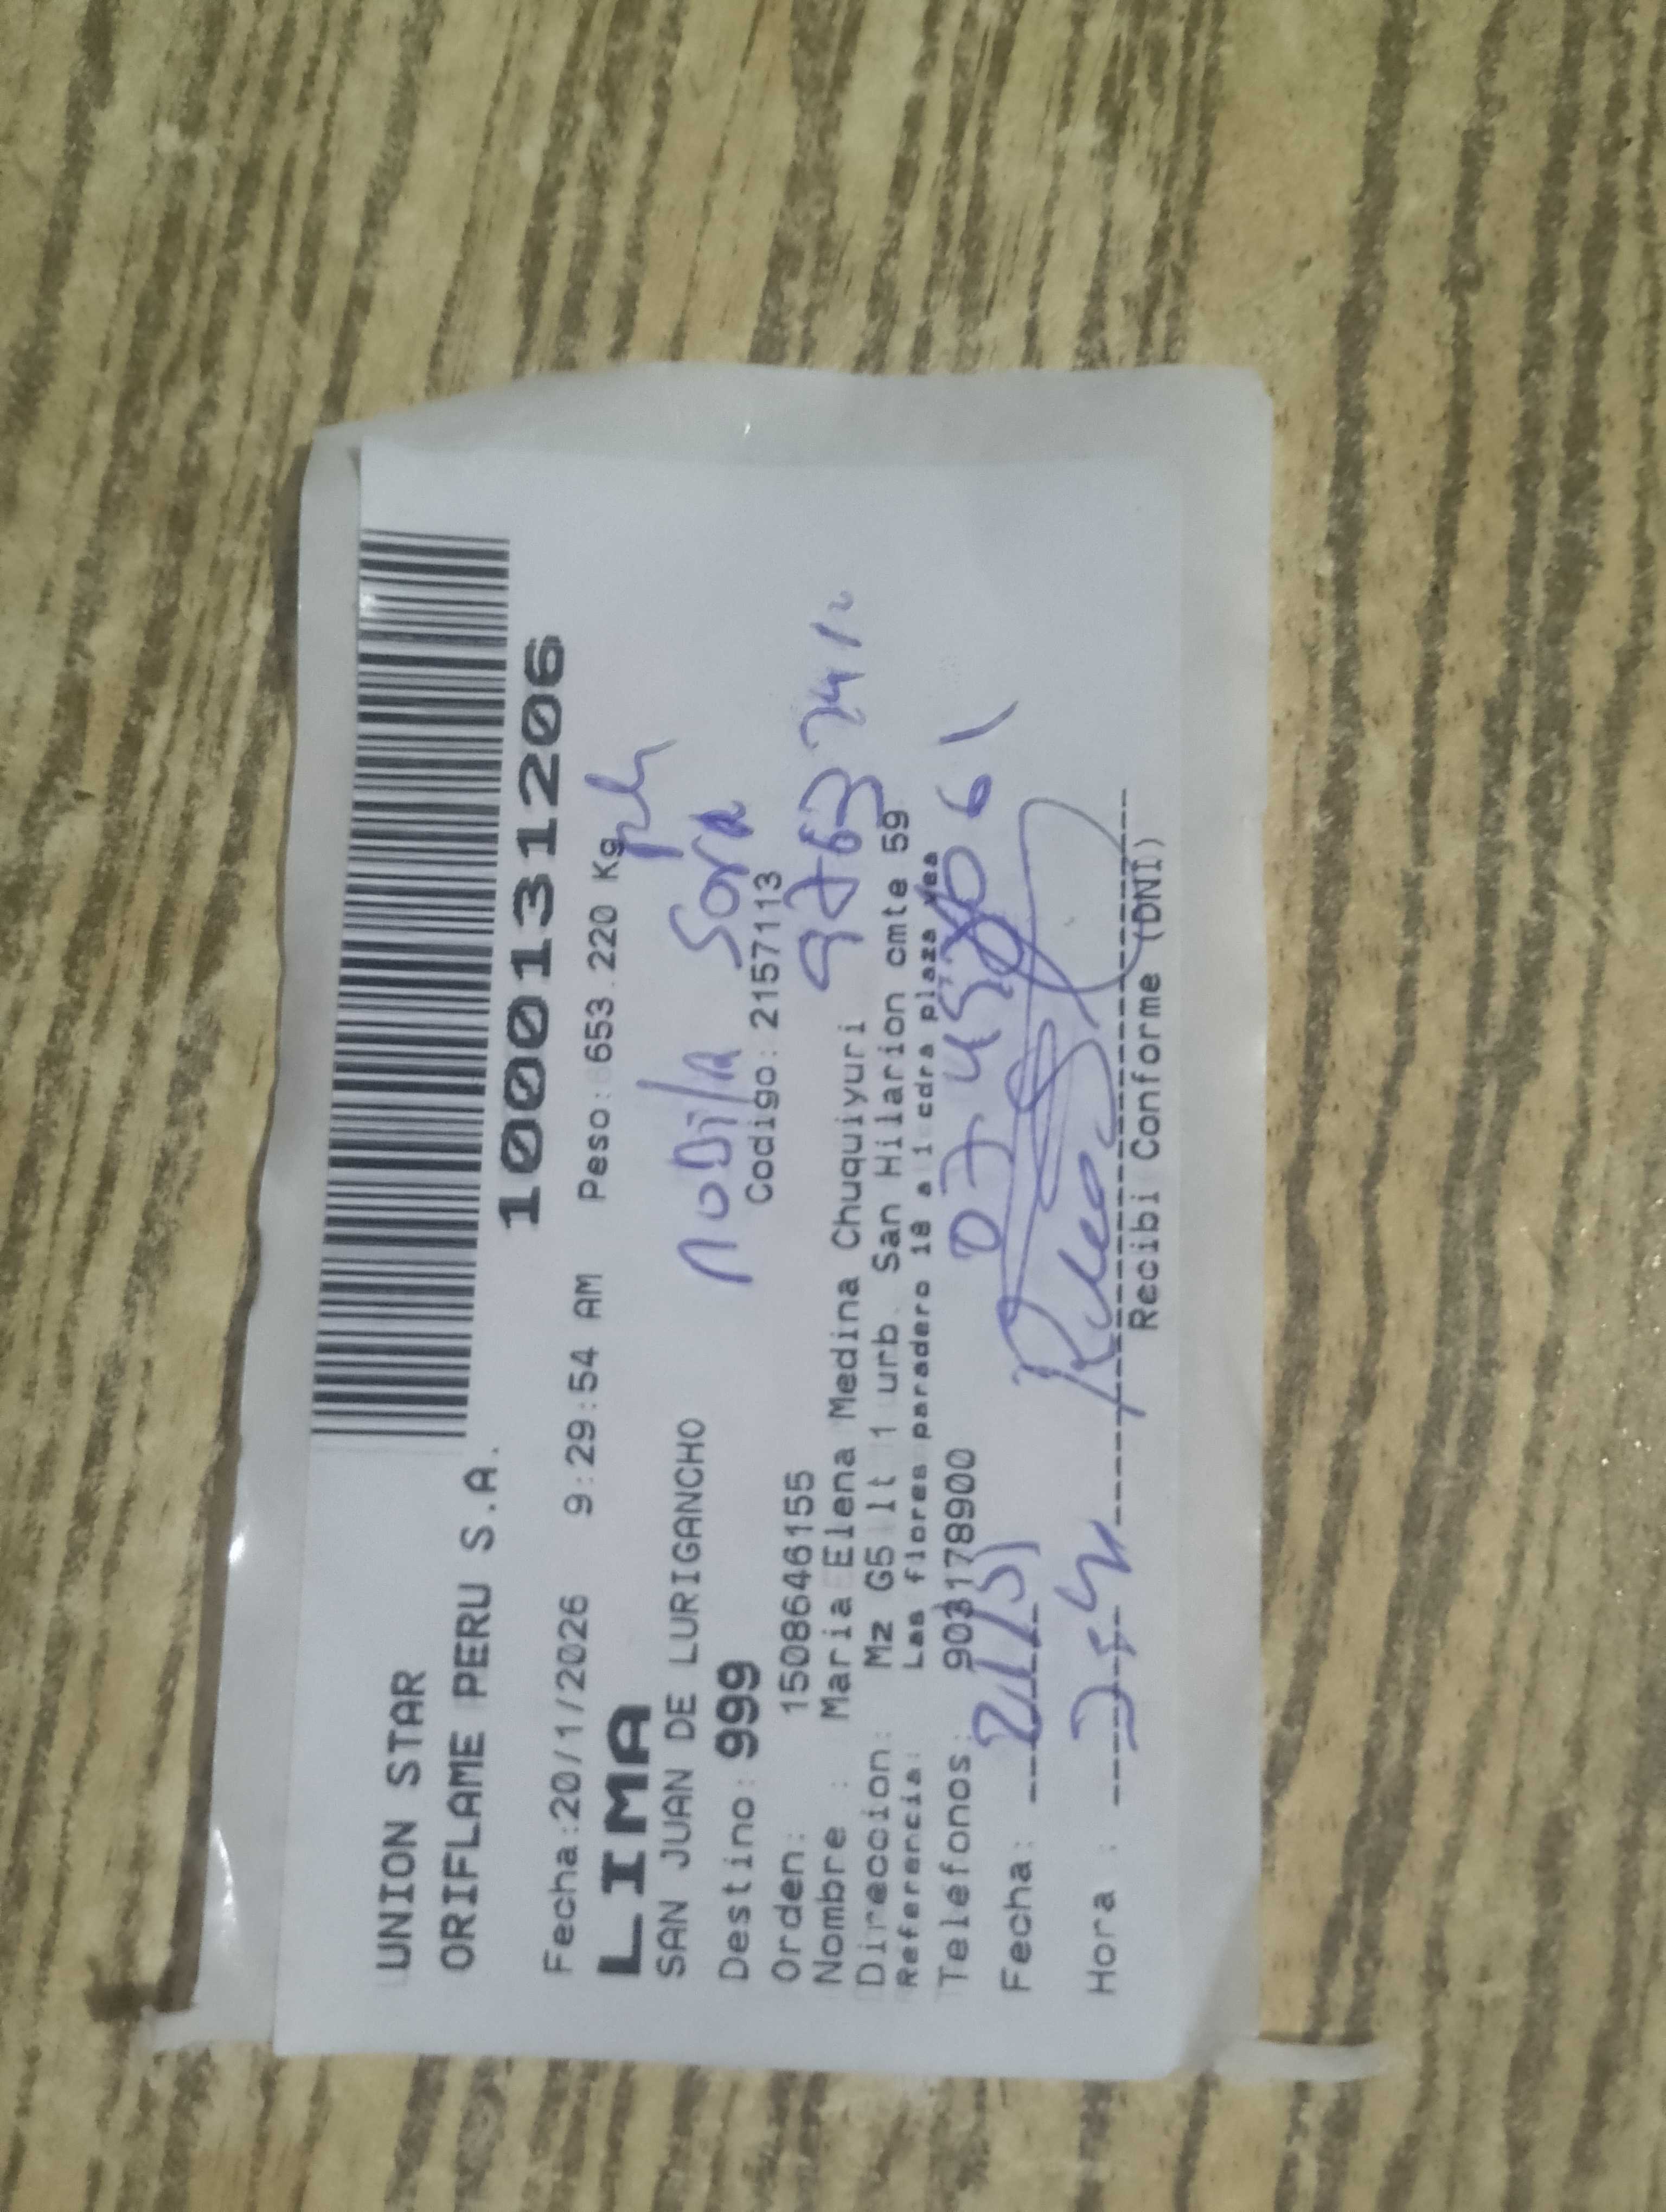 UNION STAR
ORIFLAME PERU S.A.
1000131206
Fecha:20/1/2026 9:29:54 AM Peso:653.220 Kg
LIMA
SAN JUAN DE LURIGANCHO
Destino:999
Codigo:2157113
Orden: 1508646155
Nombre : Maria Elena Medina Chuquiyuri
Direccion: Mz G5 lt 1 urb. San Hilarion cmte 59
Referencia: Las flores paradero 18 a 1 cdra plaza vea
Telefonos: 903178900
Fecha:
Hora :
Recibi Conforme (DNI)